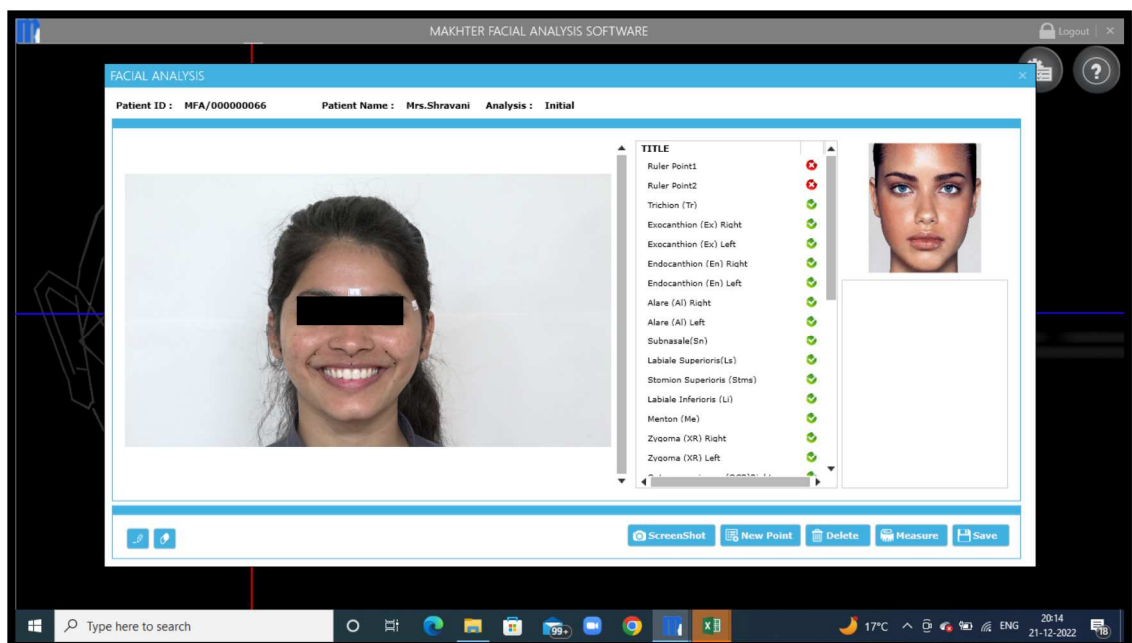 MAKHTER FACIAL ANALYSIS SOFTWARE
Logout
FACIAL ANALYSIS
Patient ID : MFA/000000066 Patient Name : Mrs.Shravani Analysis : Initial
TITLE
Ruler Point1
Ruler Point2
Trichion (Tr)
Exocanthion (Ex) Right
Exocanthion (Ex) Left
Endocanthion (En) Right
Endocanthion (En) Left
Alare (Al) Right
Alare (Al) Left
Subnasale(Sn)
Labiale Superioris(Ls)
Stomion Superioris (Stms)
Labiale Inferioris (Li)
Menton (Me)
Zygoma (XR) Right
Zygoma (XR) Left
ScreenShot New Point Delete Measure Save
Type here to search
99+
17°C ENG
20:14
21-12-2022
18